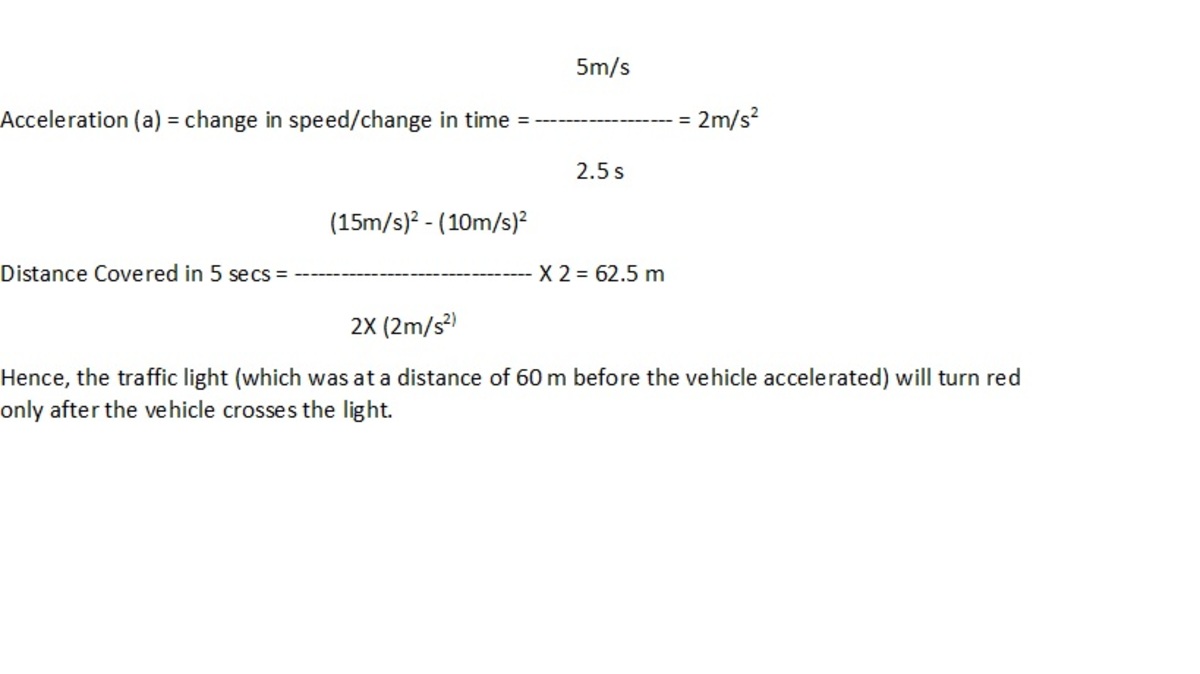 5m/s
Acceleration (a) = change in speed/change in time = ------------------- = 2m/s²
2.5 s
(15m/s)² - (10m/s)²
Distance Covered in 5 secs = --------------------------------- X 2 = 62.5 m
2X (2m/s²⁾
Hence, the traffic light (which was at a distance of 60 m before the vehicle accelerated) will turn red
only after the vehicle crosses the light.